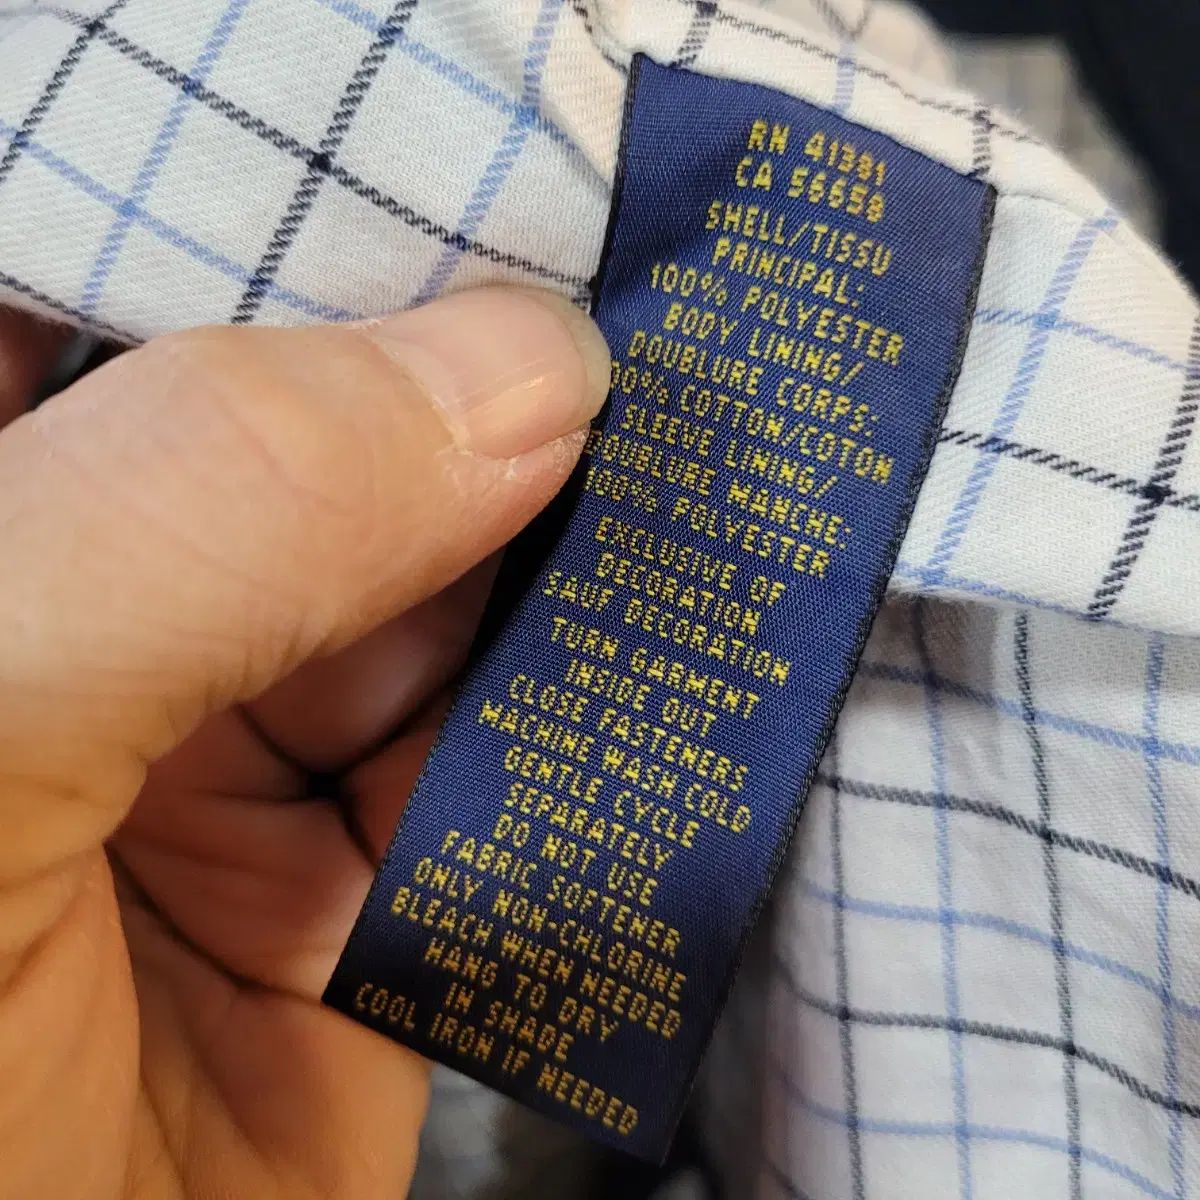 RN 41381
CA 56658
SHELL/TISSU
PRINCIPAL:
100% POLYESTER
BODY LINING/
DOUBLURE CORPS:
00% COTTON/COTON
SLEEVE LINING/
DOUBLURE MANCHE:
100% POLYESTER
EXCLUSIVE OF
DECORATION
SAUF DECORATION
TURN GARMENT
INSIDE OUT
CLOSE FASTENERS
MACHINE WASH COLD
GENTLE CYCLE
SEPARATELY
DO NOT USE
FABRIC SOFTENER
ONLY NON-CHLORINE
BLEACH WHEN NEEDED
HANG TO DRY
IN SHADE
COOL IRON IF NEEDED